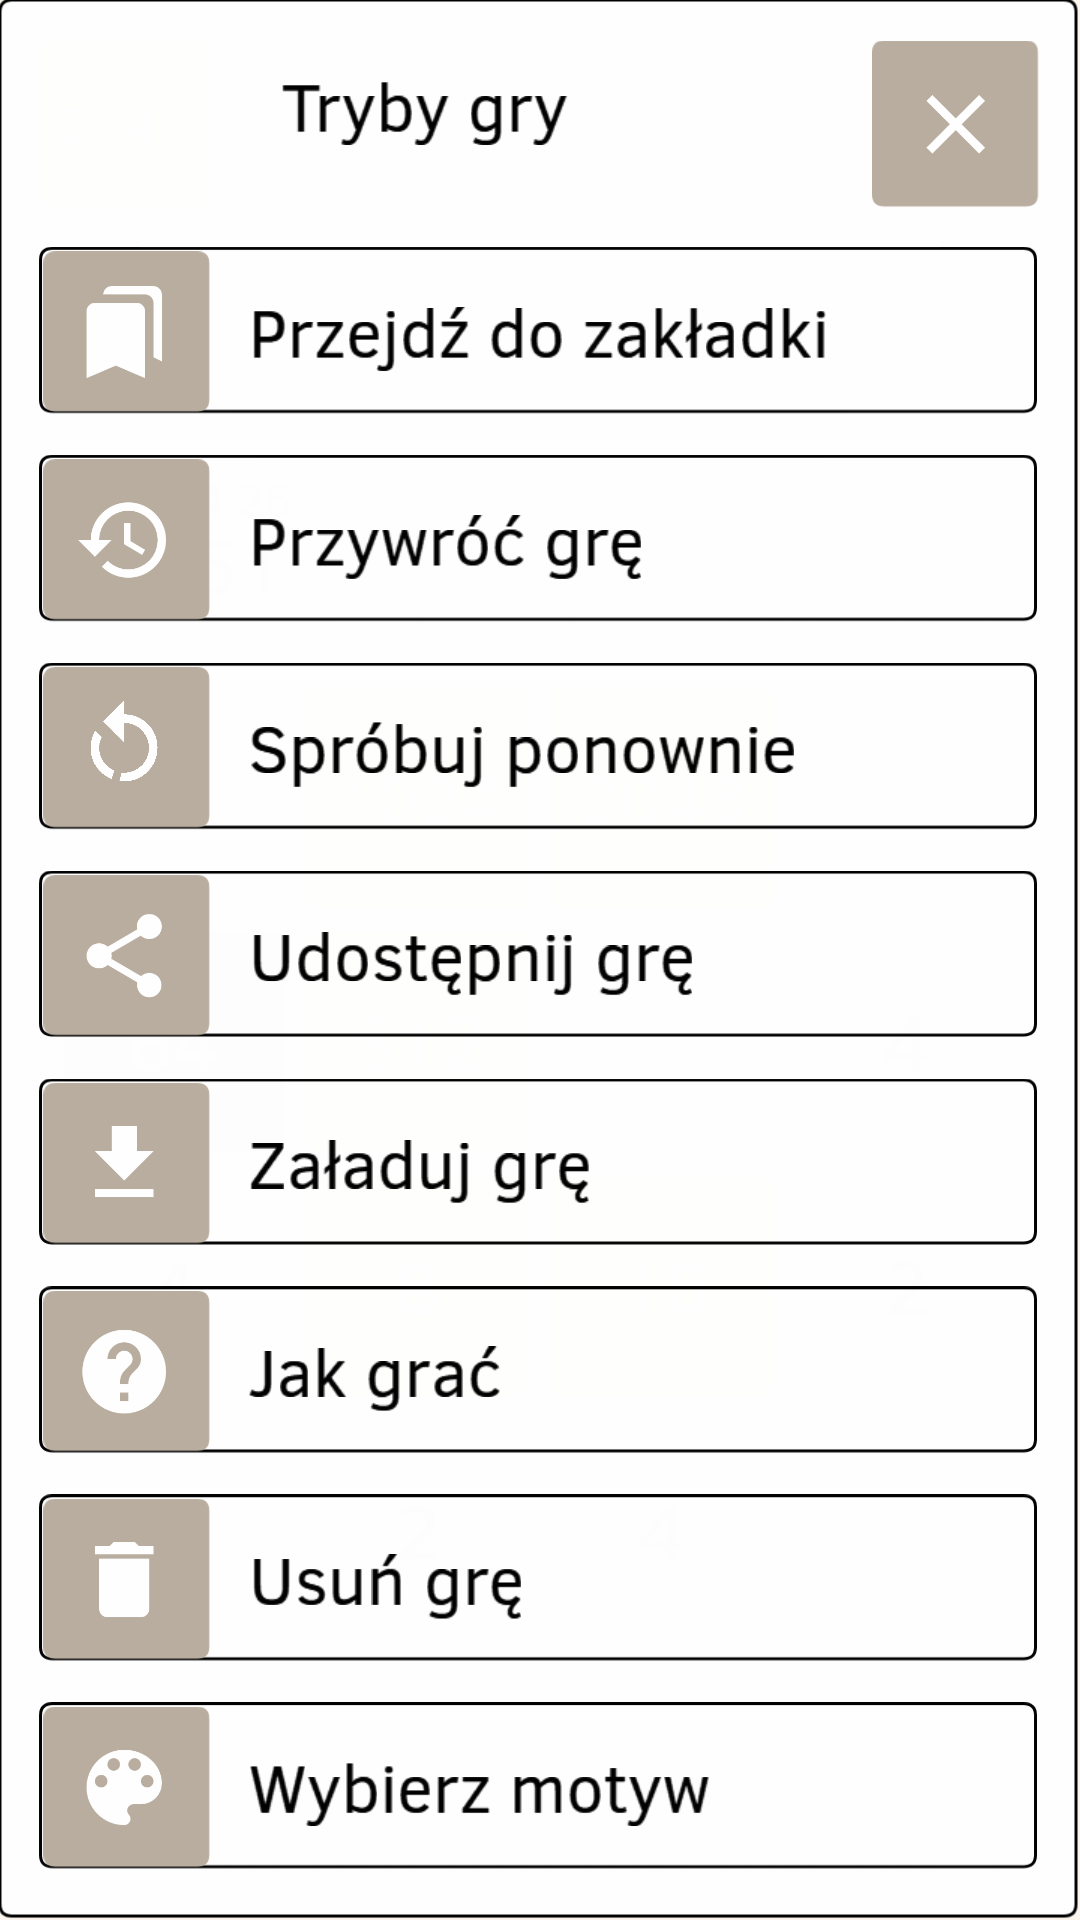 Tryby gry
Przejdź do zakładki
Przywróć grę
Spróbuj ponownie
Udostępnij grę
Załaduj grę
Jak grać
Usuń grę
Wybierz motyw